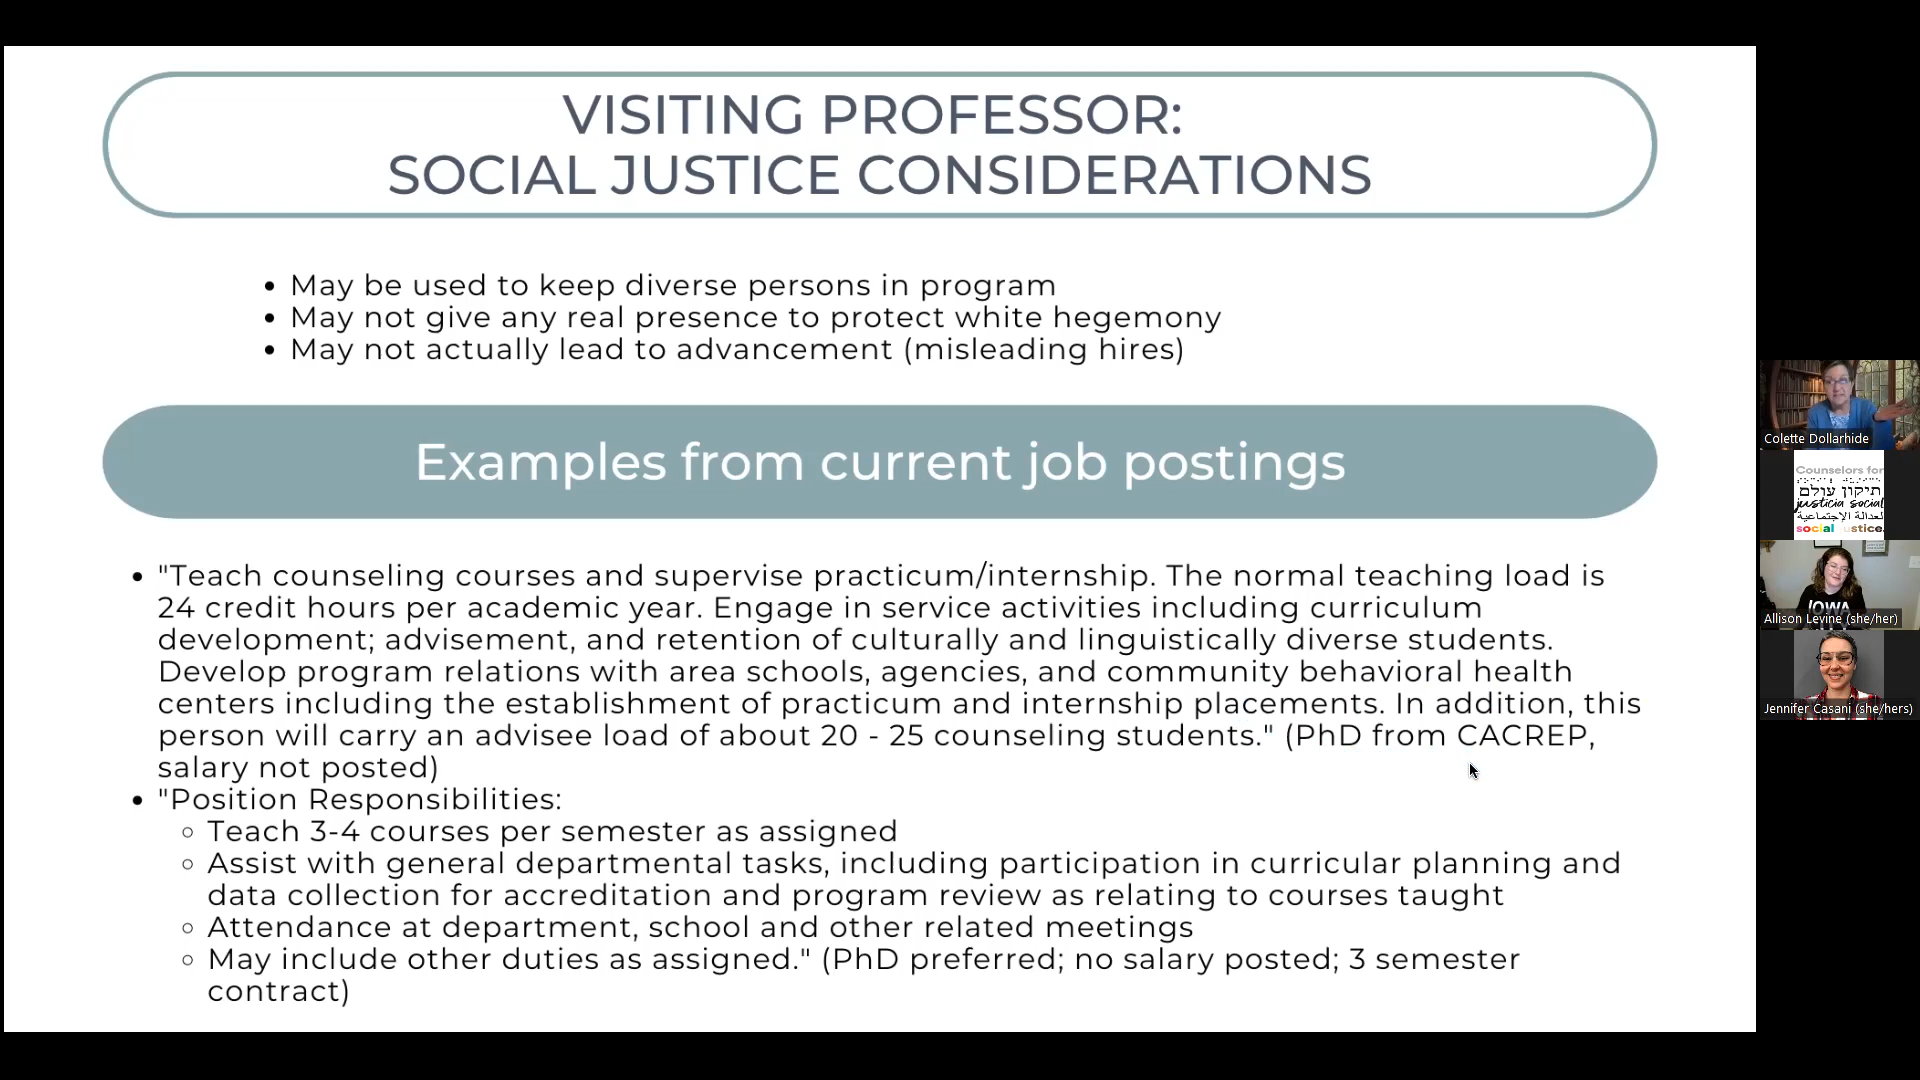 VISITING PROFESSOR:
SOCIAL JUSTICE CONSIDERATIONS
• May be used to keep diverse persons in program
• May not give any real presence to protect white hegemony
• May not actually lead to advancement (misleading hires)
Examples from current job postings
• "Teach counseling courses and supervise practicum/internship. The normal teaching load is
24 credit hours per academic year. Engage in service activities including curriculum
development; advisement, and retention of culturally and linguistically diverse students.
Develop program relations with area schools, agencies, and community behavioral health
centers including the establishment of practicum and internship placements. In addition, this
person will carry an advisee load of about 20 - 25 counseling students." (PhD from CACREP,
salary not posted)
• "Position Responsibilities:
◦ Teach 3-4 courses per semester as assigned
◦ Assist with general departmental tasks, including participation in curricular planning and
data collection for accreditation and program review as relating to courses taught
◦ Attendance at department, school and other related meetings
◦ May include other duties as assigned." (PhD preferred; no salary posted; 3 semester
contract)
Colette Dollarhide
Counselors for
תיקון עולם
justicia social
لعدالة الإجتماعية
social stice.
IOWA
Allison Levine (she/her)
Jennifer Casani (she/hers)